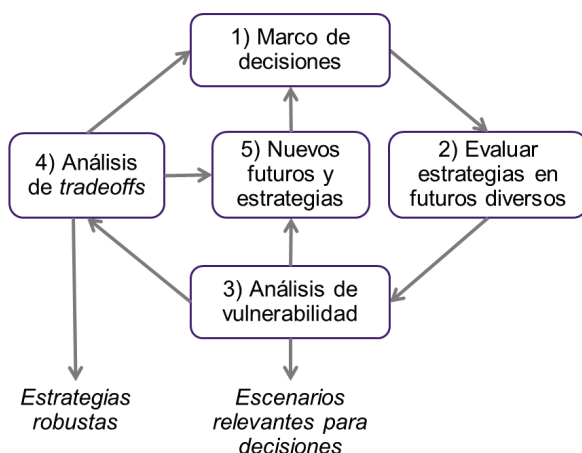 1) Marco de
decisiones
4) Análisis
de tradeoffs
5) Nuevos
futuros y
estrategias
2) Evaluar
estrategias en
futuros diversos
3) Análisis de
vulnerabilidad
Estrategias
robustas
Escenarios
relevantes para
decisiones